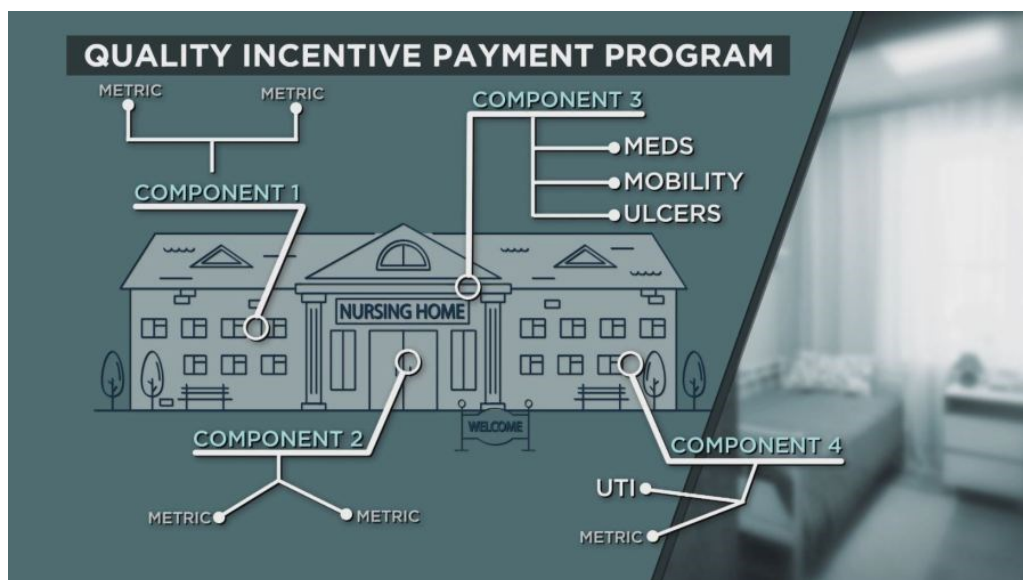 QUALITY INCENTIVE PAYMENT PROGRAM
METRIC
METRIC
COMPONENT 1
COMPONENT 3
MEDS
MOBILITY
ULCERS
NURSING HOME
WELCOME
COMPONENT 2
METRIC
METRIC
COMPONENT 4
UTI
METRIC